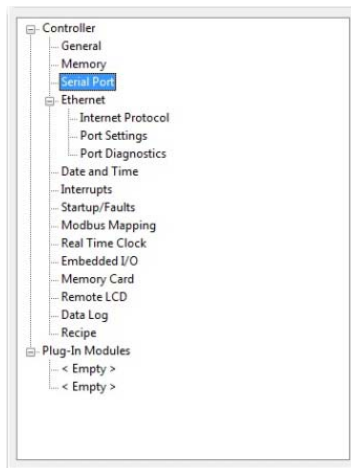 Controller
General
Memory
Serial Port
Ethernet
Internet Protocol
Port Settings
Port Diagnostics
Date and Time
Interrupts
Startup/Faults
Modbus Mapping
Real Time Clock
Embedded I/O
Memory Card
Remote LCD
Data Log
Recipe
Plug-In Modules
< Empty >
< Empty >